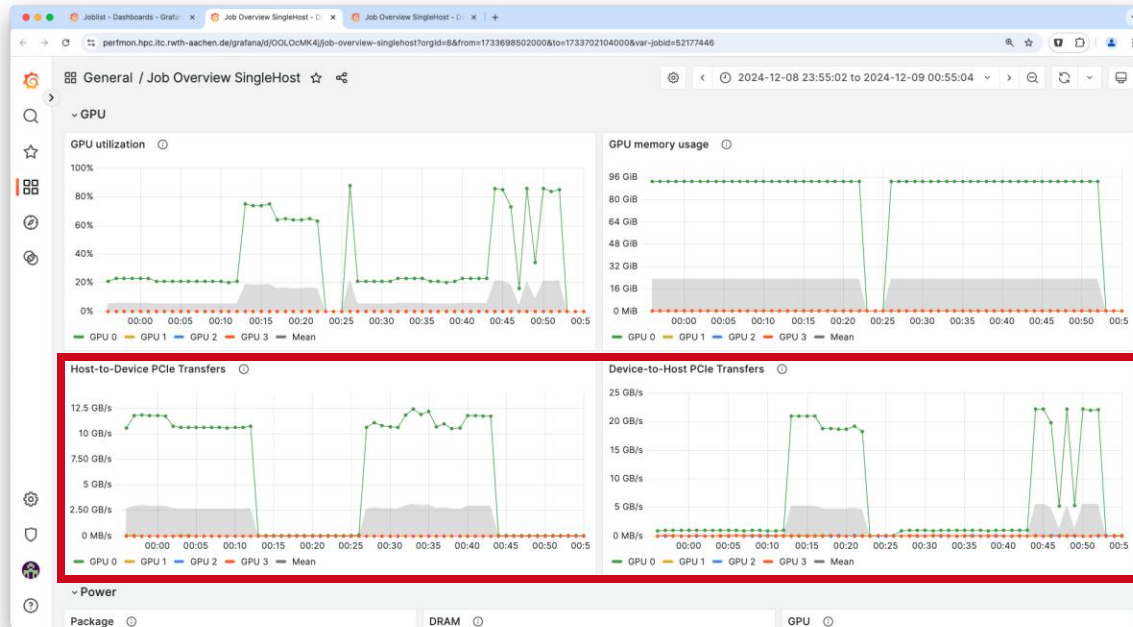 Joblist - Dashboards - Grafan
Job Overview SingleHost - D
Job Overview SingleHost - D
perfmon.hpc.itc.rwth-aachen.de/grafana/d/OOLOcMK4j/job-overview-singlehost?orgId=8&from=1733698502000&to=1733702104000&var-jobid=52177446
General / Job Overview SingleHost
2024-12-08 23:55:02 to 2024-12-09 00:55:04
GPU
GPU utilization
100%
80%
60%
40%
20%
0%
00:00 00:05 00:10 00:15 00:20 00:25 00:30 00:35 00:40 00:45 00:50 00:5
GPU 0 GPU 1 GPU 2 GPU 3 Mean
GPU memory usage
96 GiB
80 GiB
64 GiB
48 GiB
32 GiB
16 GiB
0 MiB
00:00 00:05 00:10 00:15 00:20 00:25 00:30 00:35 00:40 00:45 00:50 00:5
GPU 0 GPU 1 GPU 2 GPU 3 Mean
Host-to-Device PCIe Transfers
12.5 GB/s
10 GB/s
7.50 GB/s
5 GB/s
2.50 GB/s
0 MB/s
00:00 00:05 00:10 00:15 00:20 00:25 00:30 00:35 00:40 00:45 00:50 00:5
GPU 0 GPU 1 GPU 2 GPU 3 Mean
Device-to-Host PCIe Transfers
25 GB/s
20 GB/s
15 GB/s
10 GB/s
5 GB/s
0 MB/s
00:00 00:05 00:10 00:15 00:20 00:25 00:30 00:35 00:40 00:45 00:50 00:5
GPU 0 GPU 1 GPU 2 GPU 3 Mean
Power
Package
DRAM
GPU